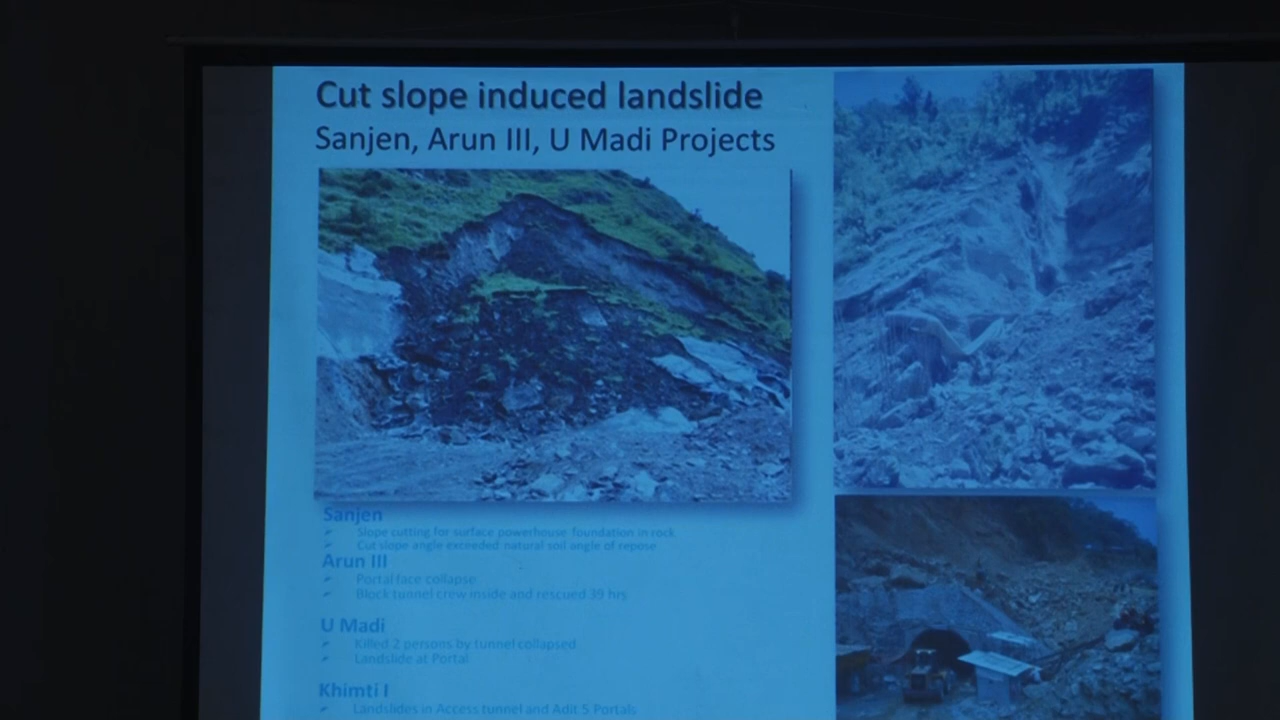 Cut slope induced landslide
Sanjen, Arun III, U Madi Projects
Sanjen
Slope cutting for surface powerhouse foundation in rock
Cut slope angle exceeded natural soil angle of repose
Arun III
Portal face collapse
Block tunnel crew inside and rescued 39 hrs
U Madi
Killed 2 persons by tunnel collapsed
Landslide at Portal
Khimti I
Landslides in Access tunnel and Adit 5 Portals